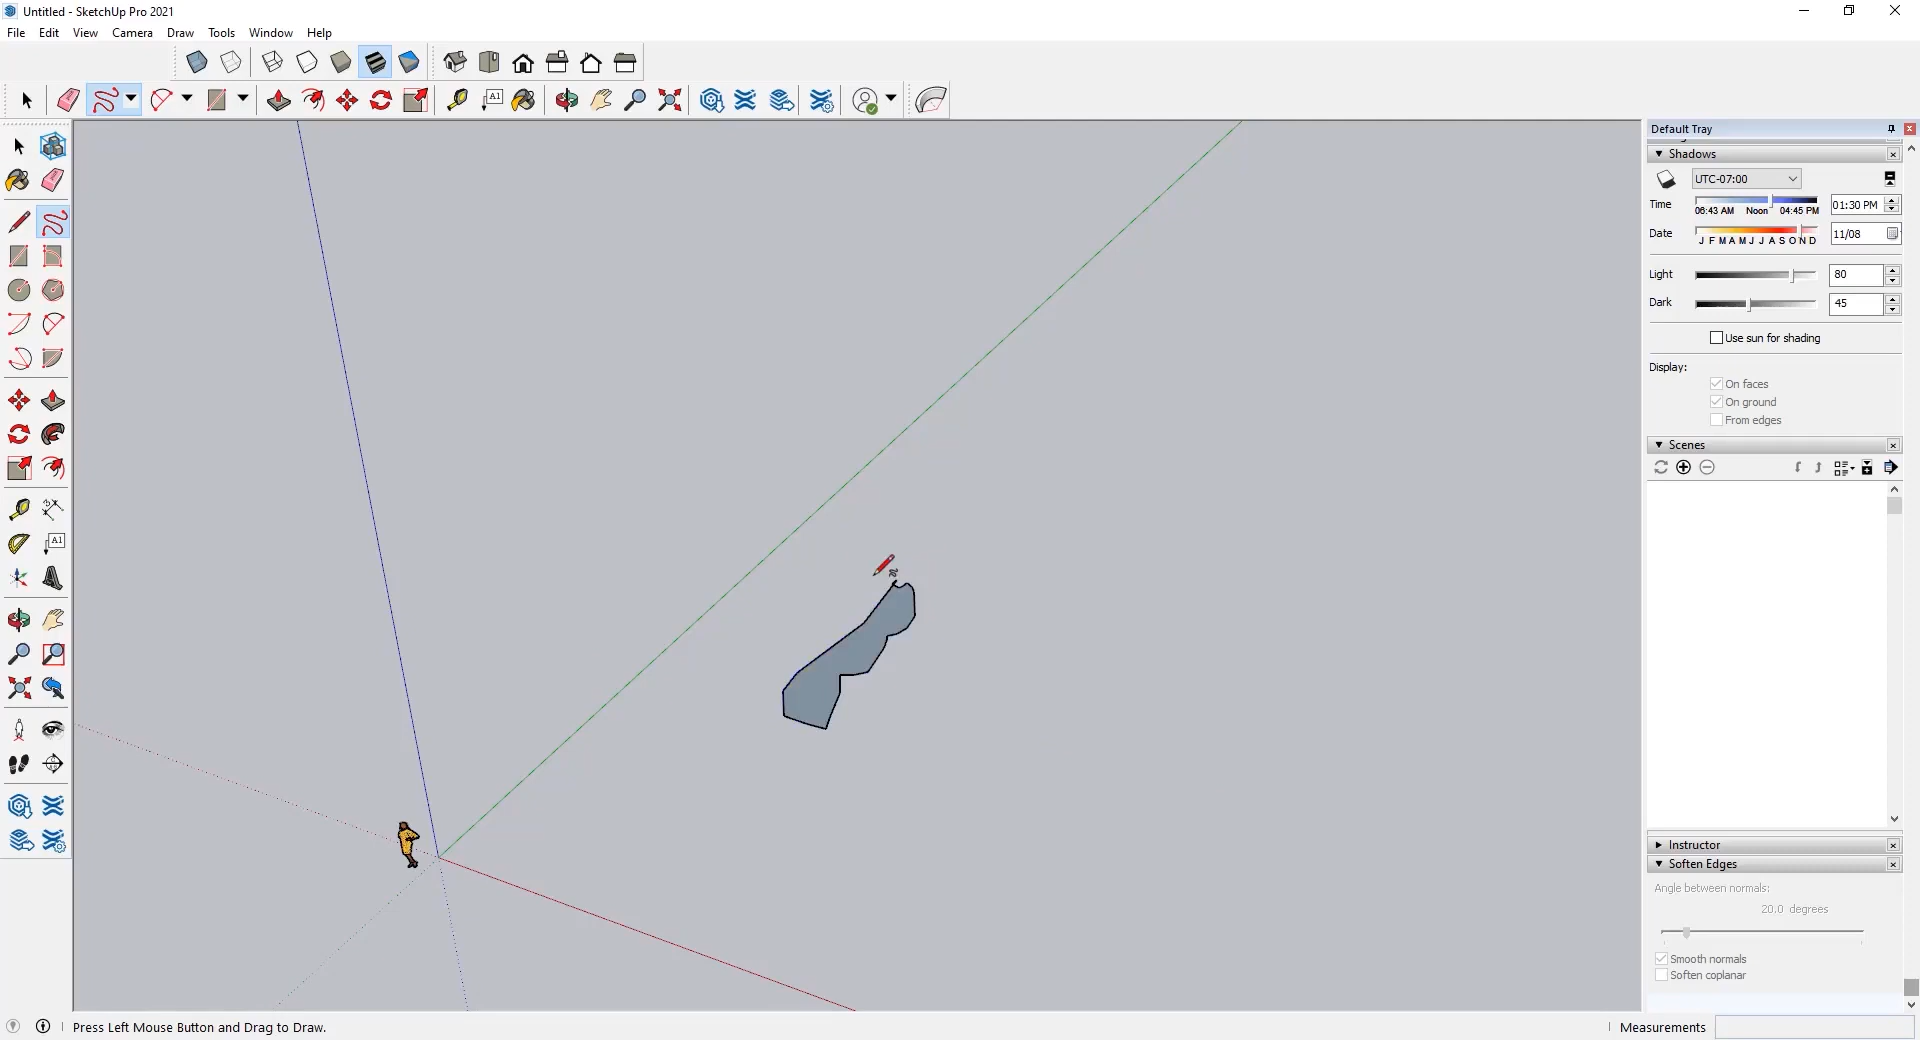 Untitled - SketchUp Pro 2021
File Edit View Camera Draw Tools Window Help
A1
Default Tray
Shadows
UTC-07:00
Time
06:43 AM Noon 04:45 PM
01:30 PM
Date
J F M A M J J A S O N D
11/08
Light
80
Dark
45
Use sun for shading
Display:
On faces
On ground
From edges
Scenes
A1
Instructor
Soften Edges
Angle between normals:
20.0 degrees
Smooth normals
Soften coplanar
Press Left Mouse Button and Drag to Draw.
Measurements